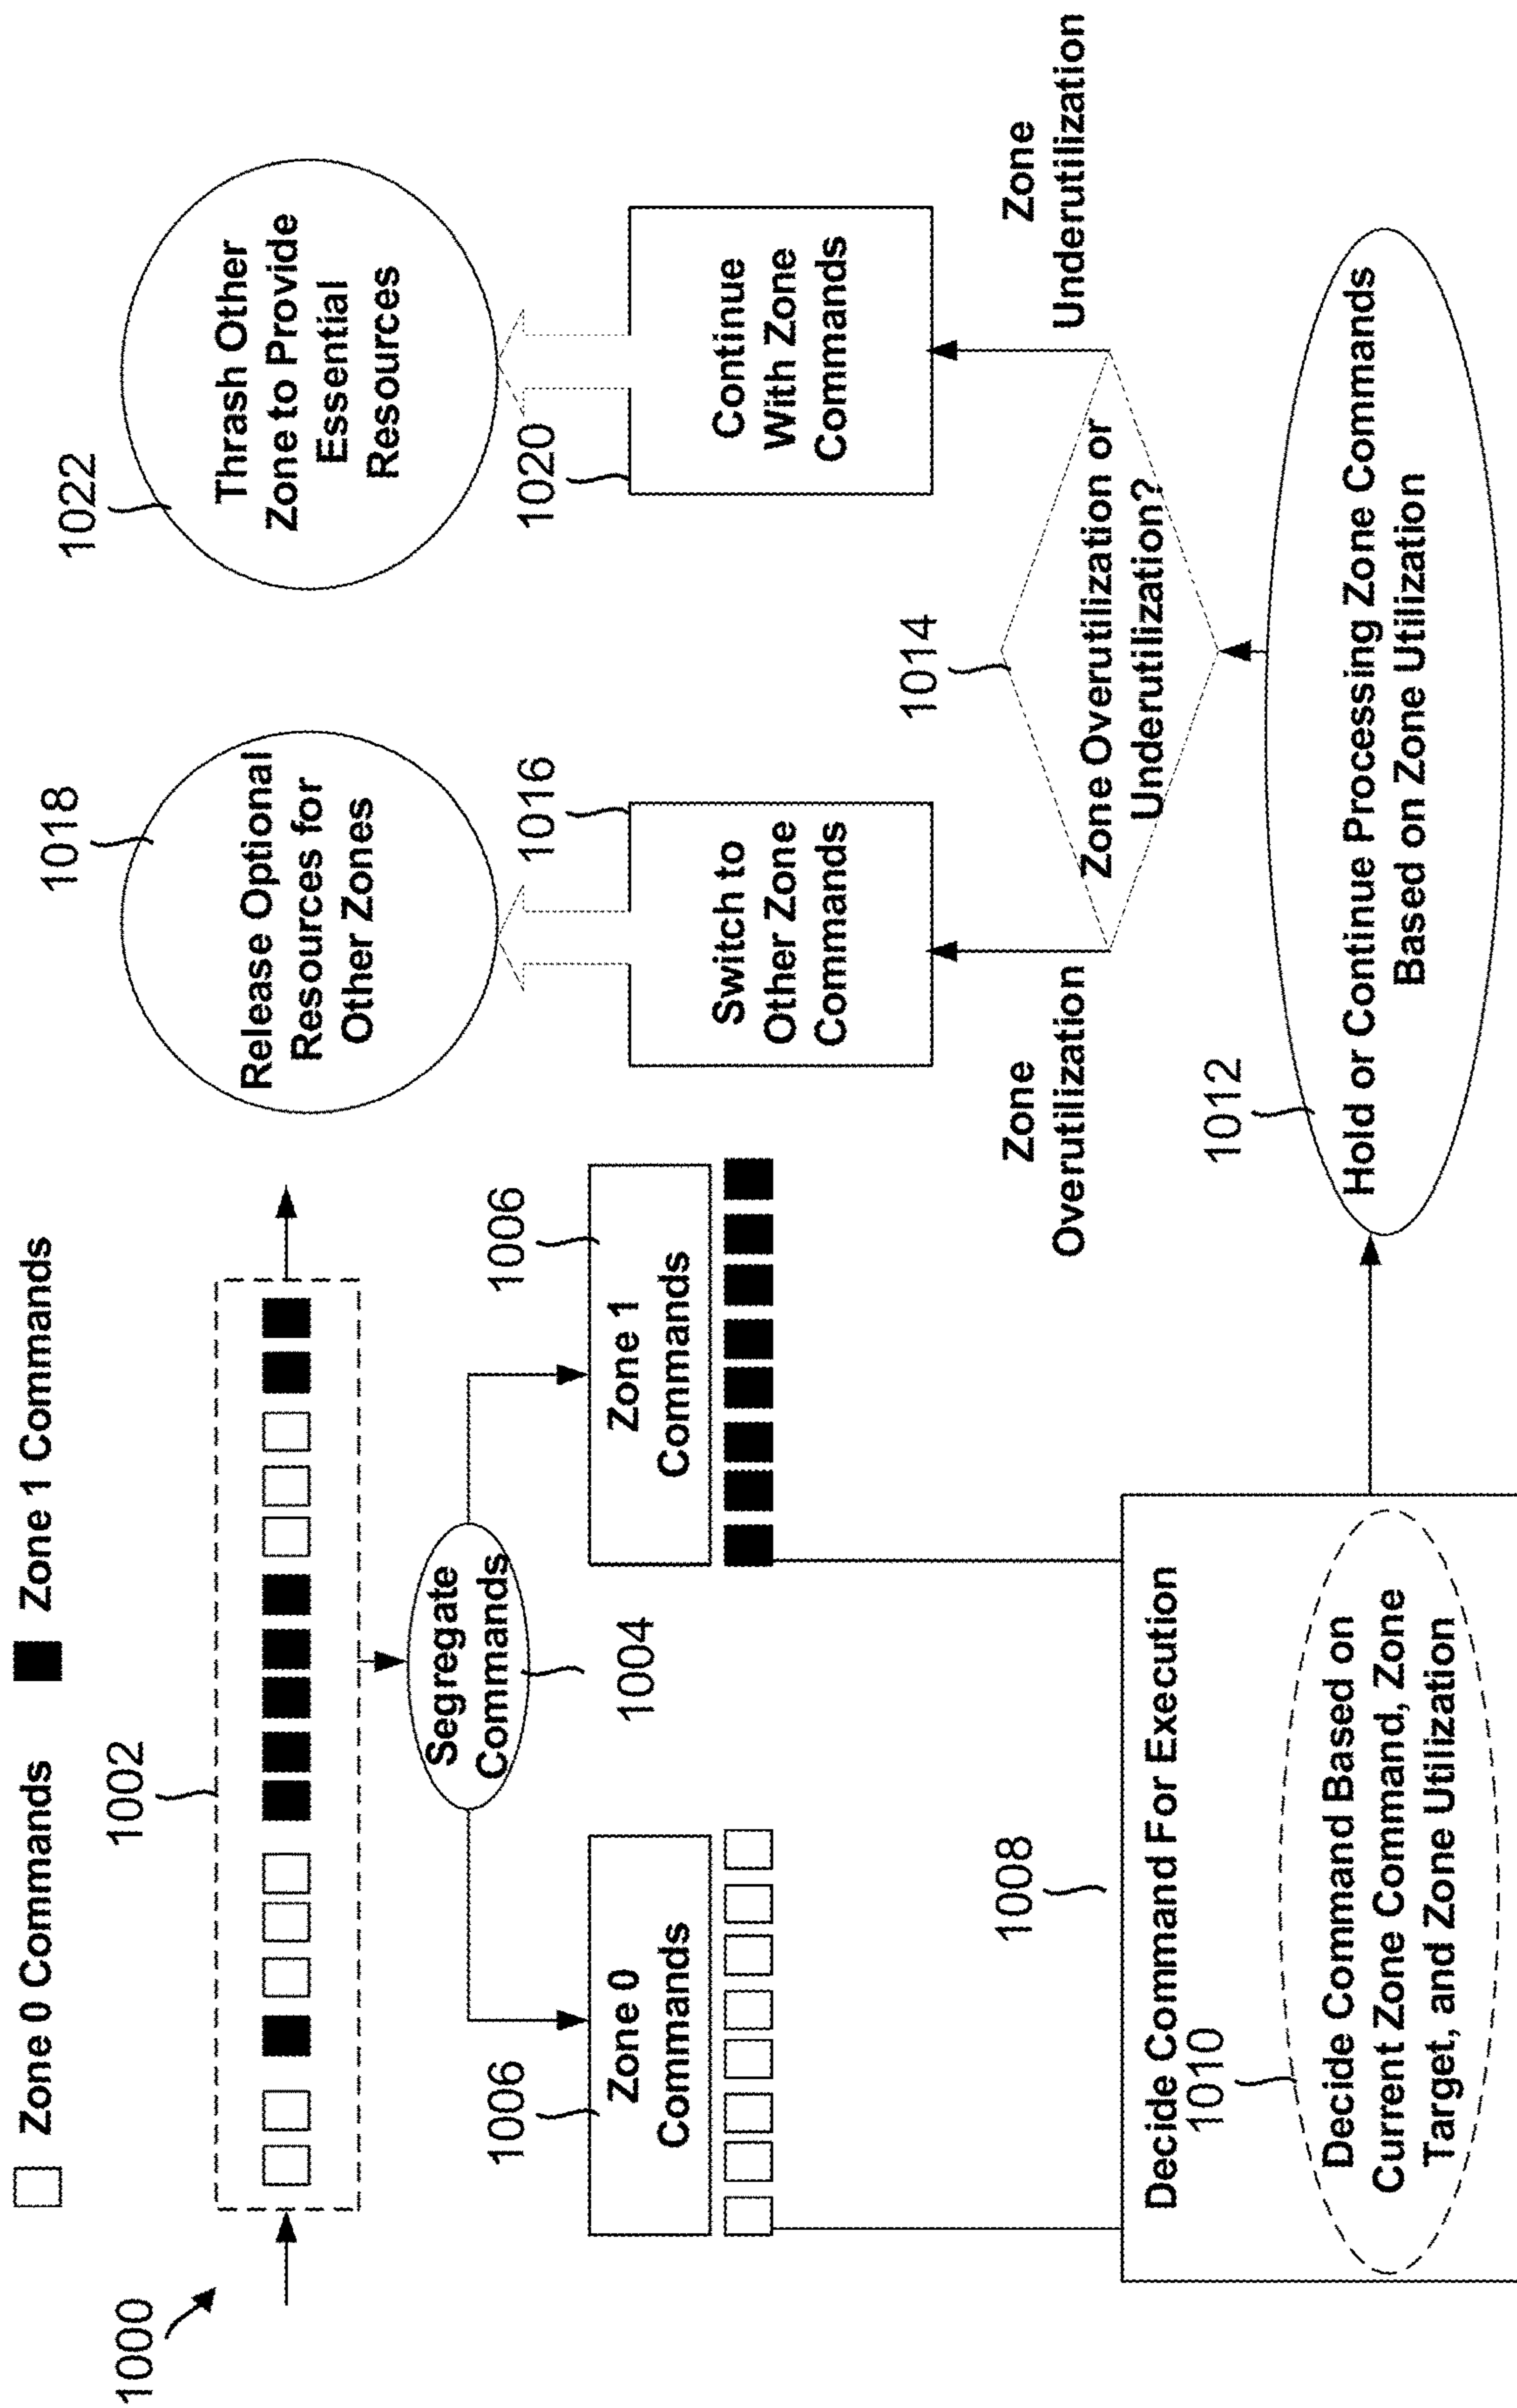 Zone 0 Commands
Zone 1 Commands
1000
1002
Segregate
Commands
1004
1006
Zone 0
Commands
1006
Zone 1
Commands
1008
Decide Command For Execution
1010
Decide Command Based on
Current Zone Command, Zone
Target, and Zone Utilization
1012
Hold or Continue Processing Zone Commands
Based on Zone Utilization
1014
Zone Overutilization or
Underutilization?
Zone
Overutilization
Zone
Underutilization
1016
Switch to
Other Zone
Commands
1018
Release Optional
Resources for
Other Zones
1020
Continue
With Zone
Commands
1022
Thrash Other
Zone to Provide
Essential
Resources